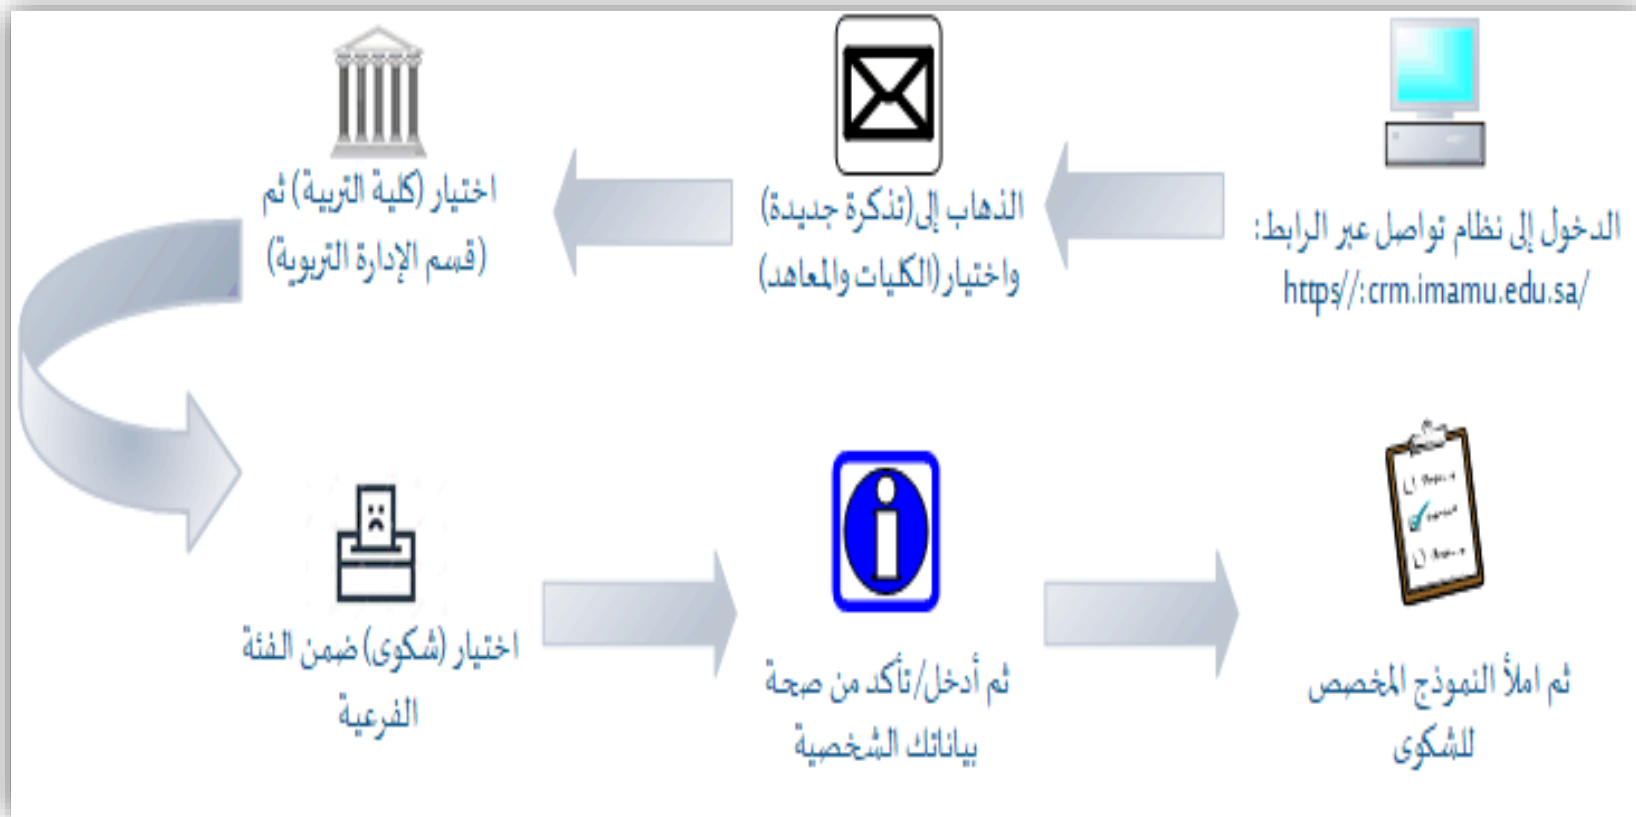 الدخول إلى نظام تواصل عبر الرابط:
https//:crm.imamu.edu.sa/
الذهاب إلى(تذكرة جديدة)
واختيار (الكليات والمعاهد)
اختيار (كلية التربية) ثم
(قسم الإدارة التربوية)
اختيار (شكوى) ضمن الفئة
الفرعية
ثم أدخل/تأكد من صحة
بياناتك الشخصية
ثم املأ النموذج المخصص
للشكوى